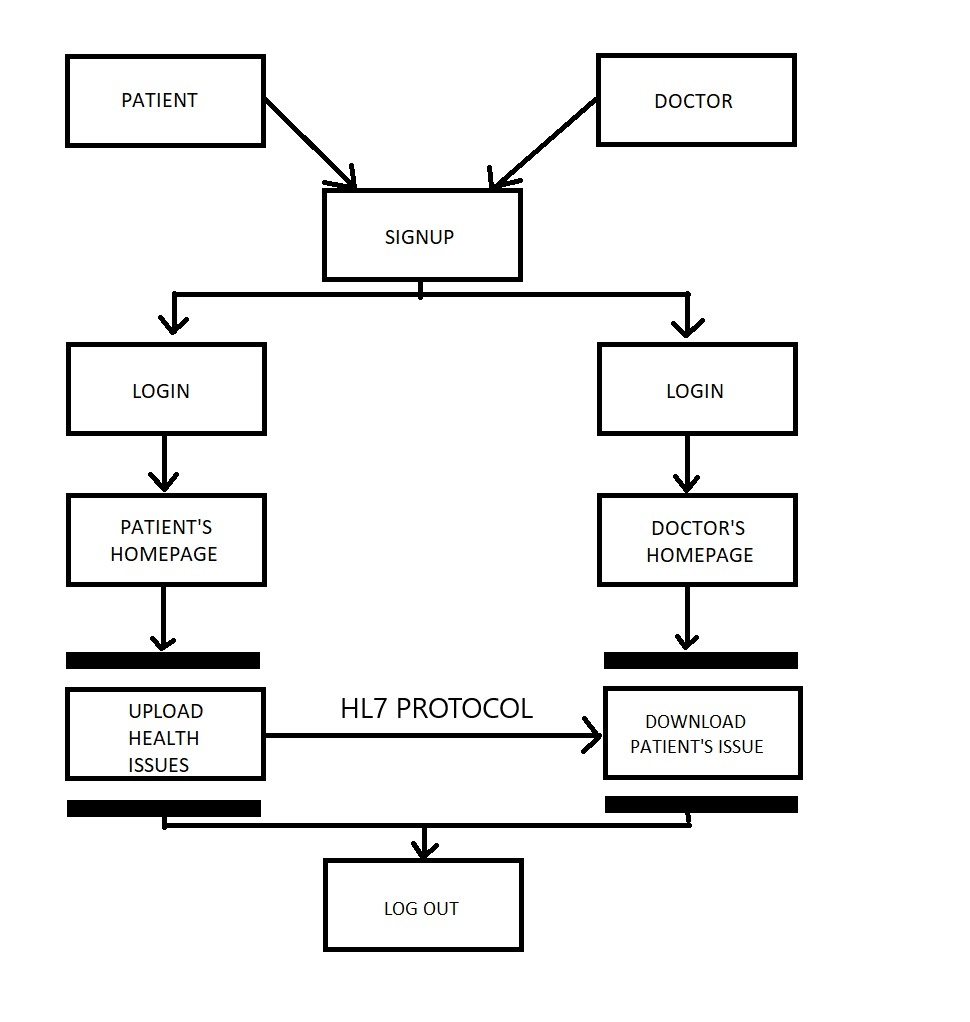 PATIENT
DOCTOR
SIGNUP
LOGIN
LOGIN
PATIENT'S
HOMEPAGE
DOCTOR'S
HOMEPAGE
UPLOAD
HEALTH
ISSUES
HL7 PROTOCOL
DOWNLOAD
PATIENT'S ISSUE
LOG OUT